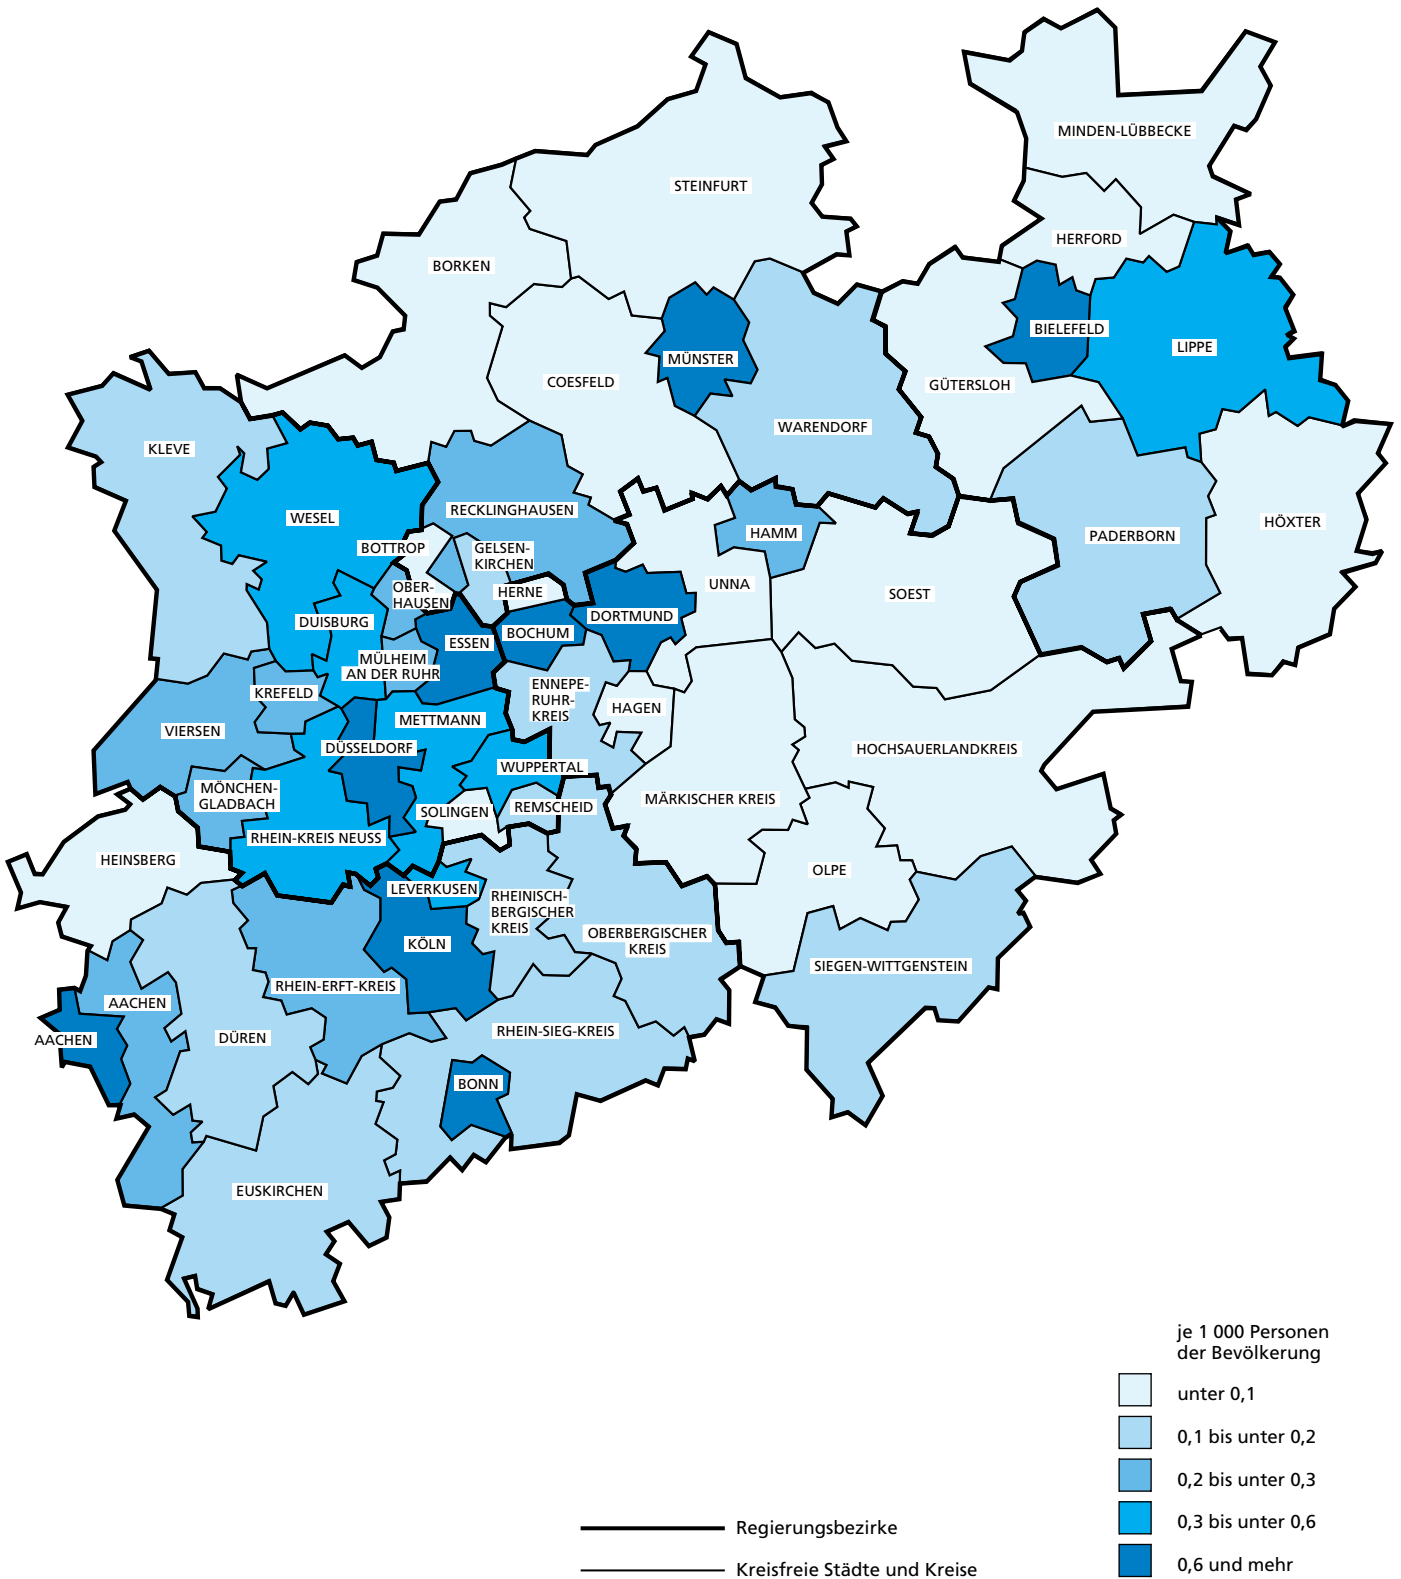 MINDEN-LÜBBECKE
STEINFURT
HERFORD
BORKEN
BIELEFELD
LIPPE
MÜNSTER
COESFELD
GÜTERSLOH
WARENDORF
KLEVE
RECKLINGHAUSEN
WESEL
HÖXTER
HAMM
PADERBORN
BOTTROP
GELSEN-
KIRCHEN
UNNA
OBER-
HAUSEN
HERNE
SOEST
DORTMUND
DUISBURG
BOCHUM
ESSEN
MÜLHEIM
AN DER RUHR
KREFELD
ENNEPE-
RUHR-
KREIS
HAGEN
METTMANN
VIERSEN
DÜSSELDORF
HOCHSAUERLANDKREIS
WUPPERTAL
MÖNCHEN-
GLADBACH
MÄRKISCHER KREIS
REMSCHEID
SOLINGEN
RHEIN-KREIS NEUSS
HEINSBERG
OLPE
LEVERKUSEN
RHEINISCH-
BERGISCHER
KREIS
OBERBERGISCHER
KREIS
KÖLN
SIEGEN-WITTGENSTEIN
RHEIN-ERFT-KREIS
AACHEN
RHEIN-SIEG-KREIS
DÜREN
AACHEN
BONN
EUSKIRCHEN
je 1 000 Personen
der Bevölkerung
unter 0,1
0,1 bis unter 0,2
0,2 bis unter 0,3
0,3 bis unter 0,6
0,6 und mehr
Regierungsbezirke
Kreisfreie Städte und Kreise